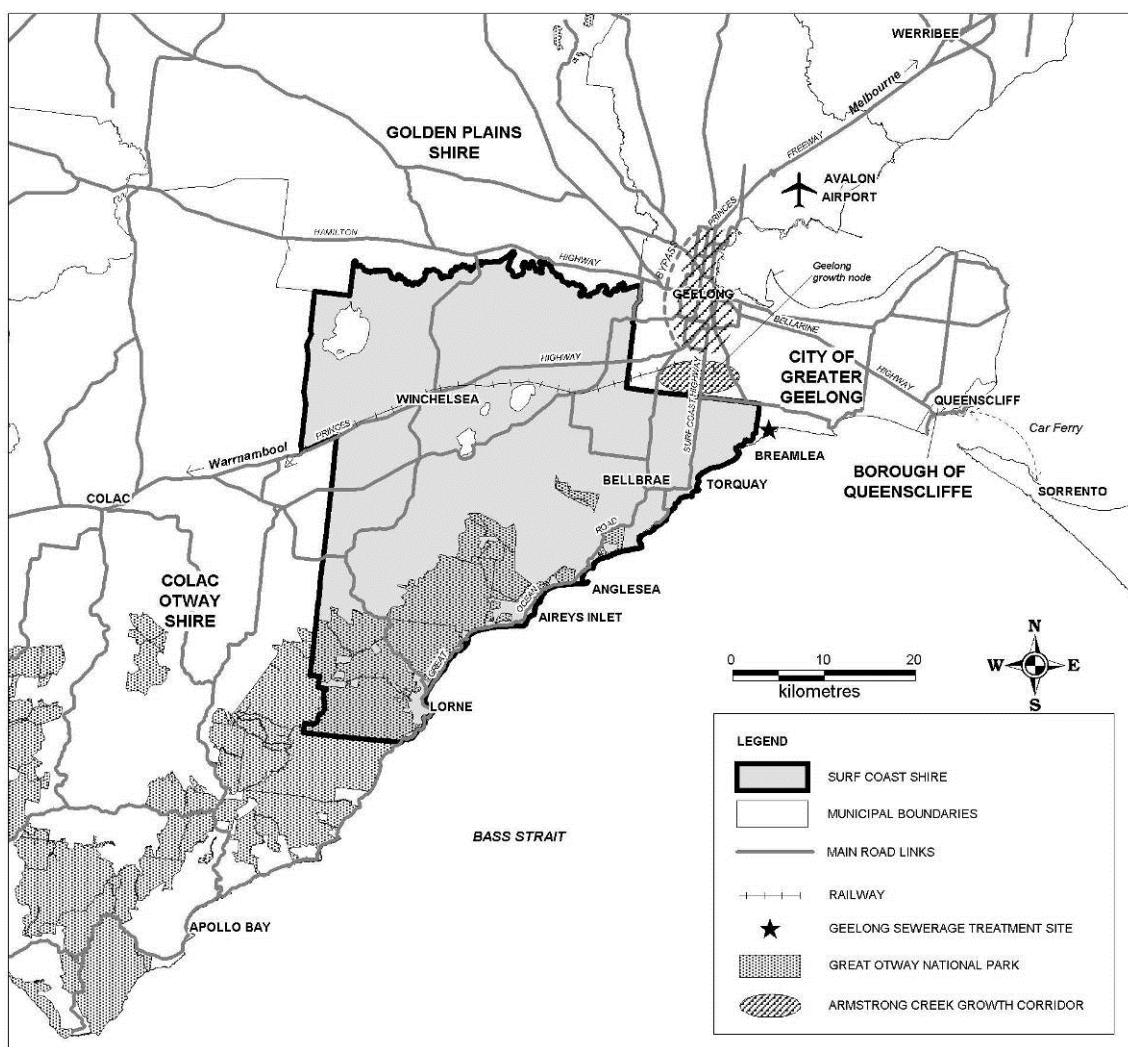 WERRIBEE
Melbourne
FREEWAY
PRINCES
GOLDEN PLAINS
SHIRE
AVALON
AIRPORT
HAMILTON
HIGHWAY
BYPASS
GEELONG
Geelong
growth node
BELLARINE
HIGHWAY
CITY OF
GREATER
GEELONG
HIGHWAY
WINCHELSEA
PRINCES
SURF COAST HIGHWAY
QUEENSCLIFF
Car Ferry
Warrnambool
&
BREAMLEA
BOROUGH OF
QUEENSCLIFFE
SORRENTO
BELLBRAE
TORQUAY
COLAC
ROAD
COLAC
OTWAY
SHIRE
ANGLESEA
OCEAN
AIREYS INLET
GREAT
LORNE
N
W E
S
0 10 20
kilometres
LEGEND
SURF COAST SHIRE
MUNICIPAL BOUNDARIES
MAIN ROAD LINKS
RAILWAY
GEELONG SEWERAGE TREATMENT SITE
GREAT OTWAY NATIONAL PARK
ARMSTRONG CREEK GROWTH CORRIDOR
BASS STRAIT
APOLLO BAY